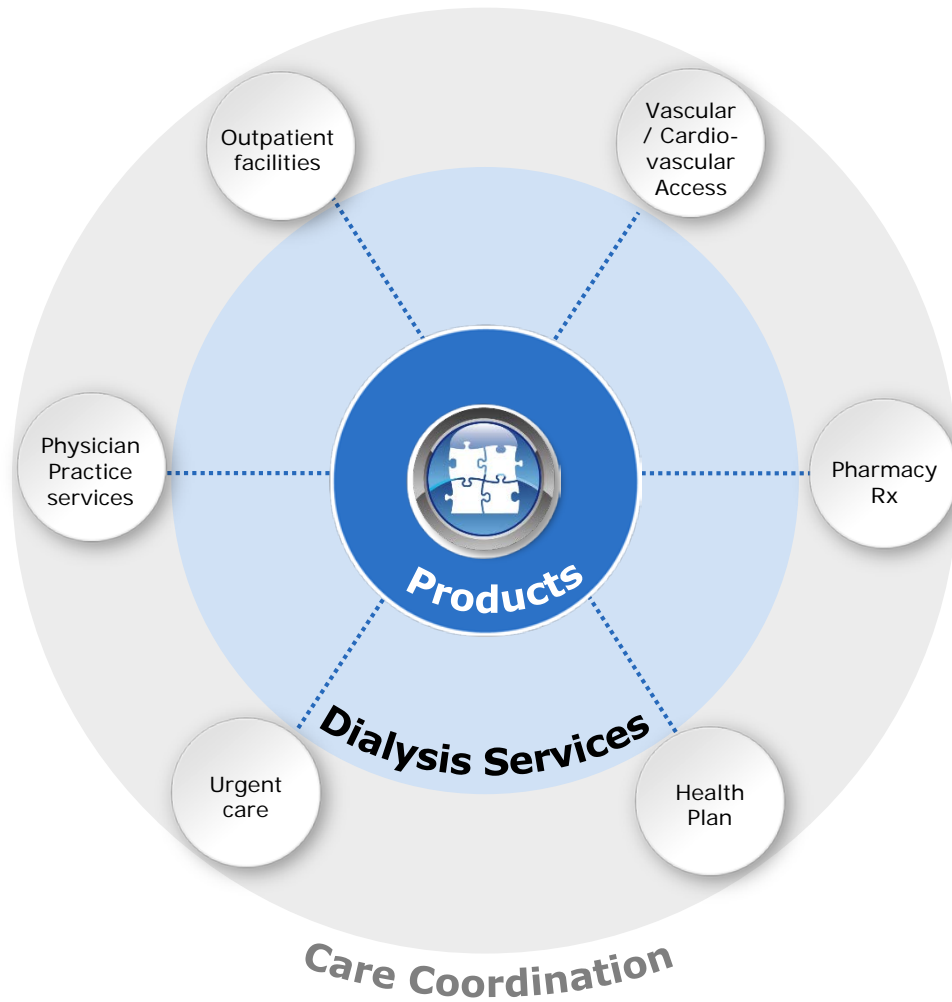 Outpatient
facilities
Vascular
/ Cardio-
vascular
Access
Physician
Practice
services
Pharmacy
Rx
Products
Dialysis Services
Urgent
care
Health
Plan
Care Coordination